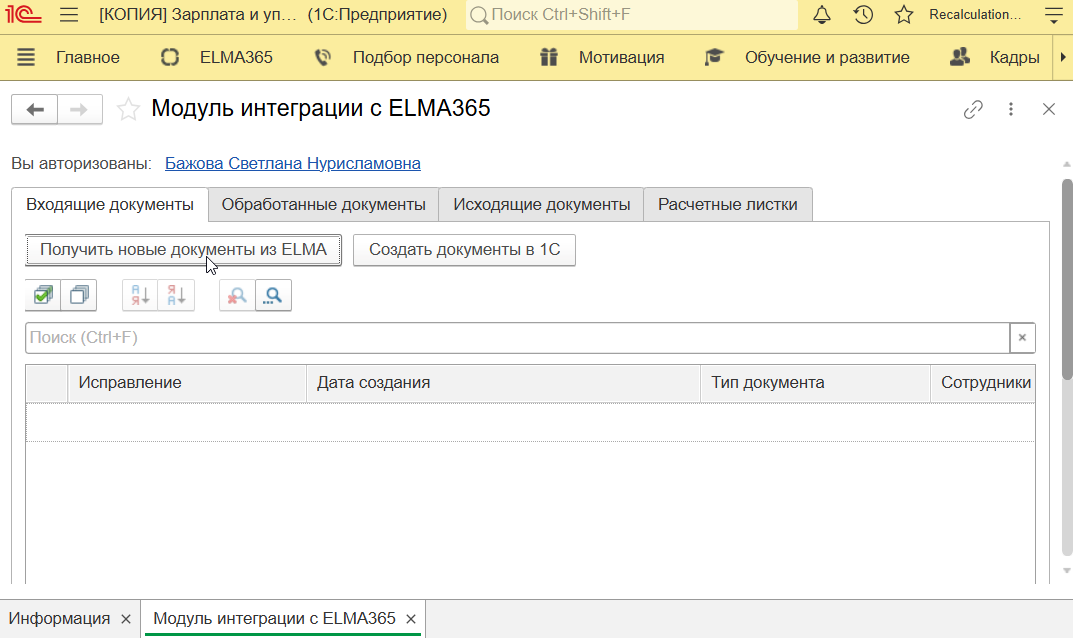 1С [КОПИЯ] Зарплата и уп... (1С:Предприятие) Поиск Ctrl+Shift+F Recalculation...
Главное ELMA365 Подбор персонала Мотивация Обучение и развитие Кадры
Модуль интеграции с ELMA365
Вы авторизованы: Бажова Светлана Нурисламовна
Входящие документы Обработанные документы Исходящие документы Расчетные листки
Получить новые документы из ELMA Создать документы в 1С
А Я Я А
Поиск (Ctrl+F) ×
Исправление Дата создания Тип документа Сотрудники
Информация × Модуль интеграции с ELMA365 ×